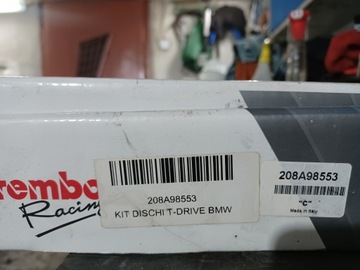 rembo
Racing
208A98553
KIT DISCHI T-DRIVE BMW
208A98553
"C"
Made in Italy